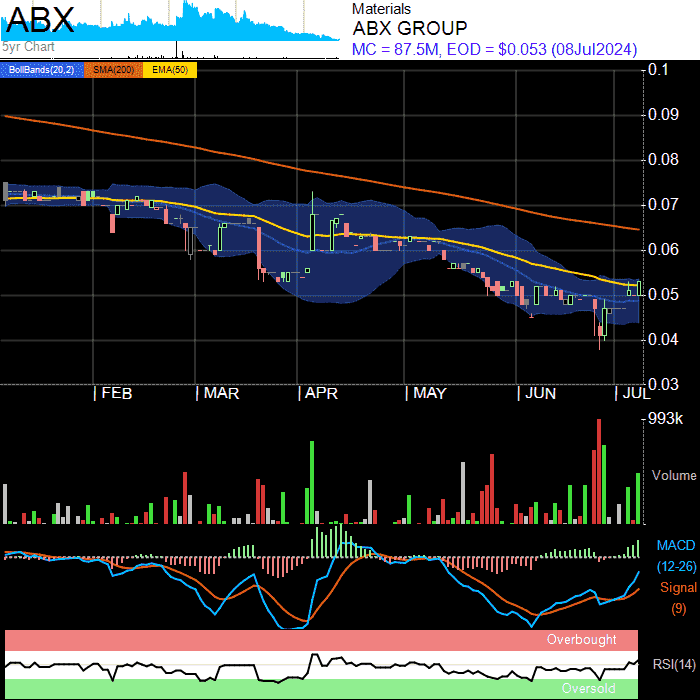 ABX
5yr Chart
Materials
ABX GROUP
MC = 87.5M, EOD = $0.053 (08Jul2024)
BollBands(20,2) SMA(200) EMA(50)
0.1
0.09
0.08
0.07
0.06
0.05
0.04
0.03
FEB MAR APR MAY JUN JUL
993k
Volume
MACD
(12-26)
Signal
(9)
Overbought
RSI(14)
Oversold